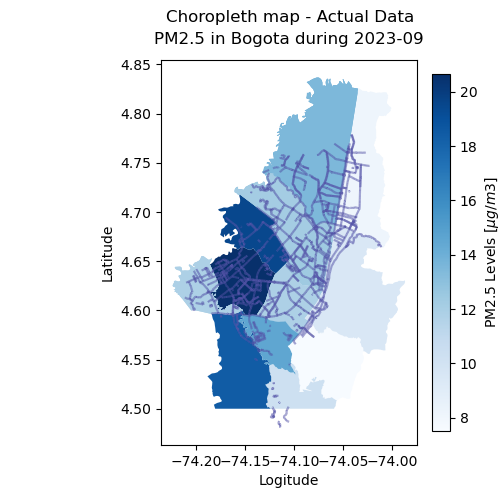 Choropleth map - Actual Data
PM2.5 in Bogota during 2023-09
4.85
4.80
4.75
4.70
4.65
4.60
4.55
4.50
Latitude
−74.20 −74.15 −74.10 −74.05 −74.00
Logitude
20
18
16
14
12
10
8
PM2.5 Levels [μg/m3]